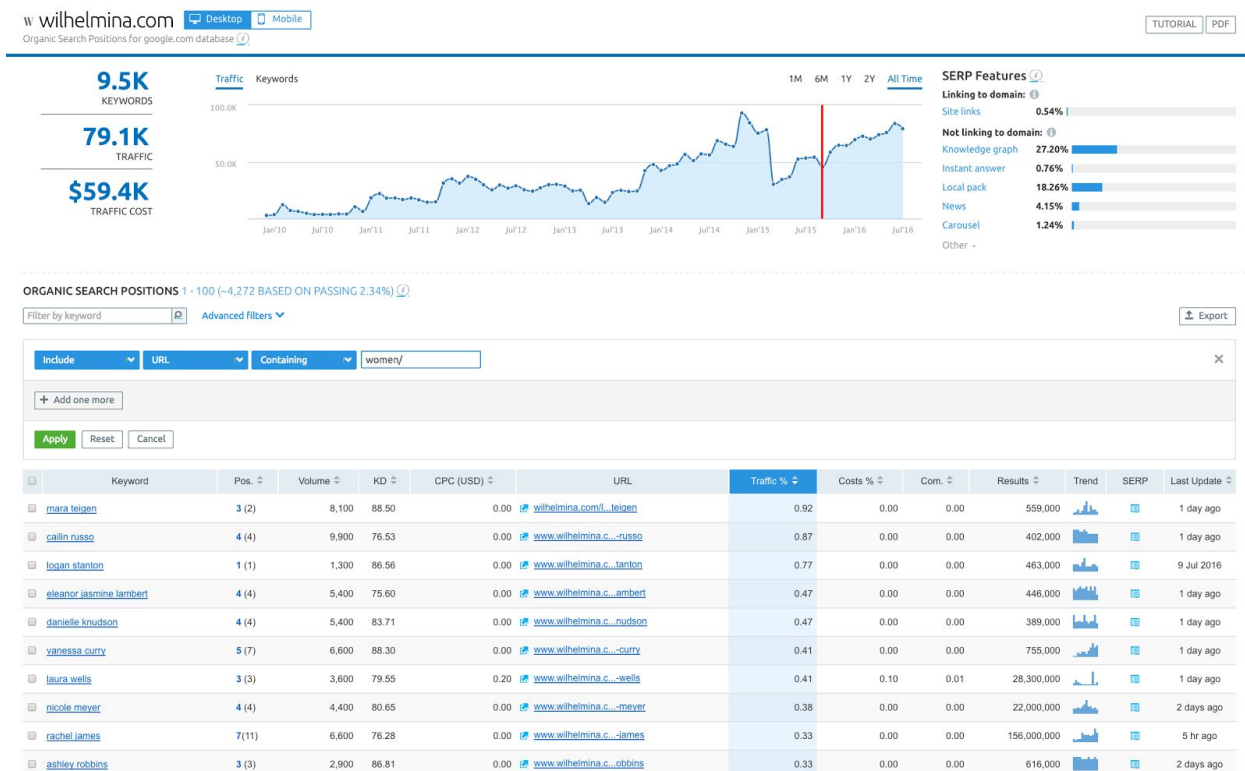 w wilhelmina.com Desktop Mobile TUTORIAL PDF
Organic Search Positions for google.com database i
9.5K
KEYWORDS
79.1K
TRAFFIC
$59.4K
TRAFFIC COST
Traffic Keywords 1M 6M 1Y 2Y All Time
100.0K
50.0K
Jan'10 Jul'10 Jan'11 Jul'11 Jan'12 Jul'12 Jan'13 Jul'13 Jan'14 Jul'14 Jan'15 Jul'15 Jan'16 Jul'16
SERP Features i
Linking to domain: i
Site links 0.54%
Not linking to domain: i
Knowledge graph 27.20%
Instant answer 0.76%
Local pack 18.26%
News 4.15%
Carousel 1.24%
Other -
ORGANIC SEARCH POSITIONS 1 - 100 (~4,272 BASED ON PASSING 2.34%) i
Filter by keyword Advanced filters Export
Include URL Containing women/ ×
+ Add one more
Apply Reset Cancel
Keyword Pos. Volume KD CPC (USD) URL Traffic % Costs % Com. Results Trend SERP Last Update
mara teigen 3 (2) 8,100 88.50 0.00 wilhelmina.com/l...teigen 0.92 0.00 0.00 559,000 1 day ago
cailin russo 4 (4) 9,900 76.53 0.00 www.wilhelmina.c...-russo 0.87 0.00 0.00 402,000 1 day ago
logan stanton 1 (1) 1,300 86.56 0.00 www.wilhelmina.c...tanton 0.77 0.00 0.00 463,000 9 Jul 2016
eleanor jasmine lambert 4 (4) 5,400 75.60 0.00 www.wilhelmina.c...ambert 0.47 0.00 0.00 446,000 1 day ago
danielle knudson 4 (4) 5,400 83.71 0.00 www.wilhelmina.c...nudson 0.47 0.00 0.00 389,000 1 day ago
vanessa curry 5 (7) 6,600 88.30 0.00 www.wilhelmina.c...-curry 0.41 0.00 0.00 755,000 1 day ago
laura wells 3 (3) 3,600 79.55 0.20 www.wilhelmina.c...-wells 0.41 0.10 0.01 28,300,000 1 day ago
nicole meyer 4 (4) 4,400 80.65 0.00 www.wilhelmina.c...-meyer 0.38 0.00 0.00 22,000,000 2 days ago
rachel james 7(11) 6,600 76.28 0.00 www.wilhelmina.c...-james 0.33 0.00 0.00 156,000,000 5 hr ago
ashley robbins 3 (3) 2,900 86.81 0.00 www.wilhelmina.c...obbins 0.33 0.00 0.00 616,000 2 days ago